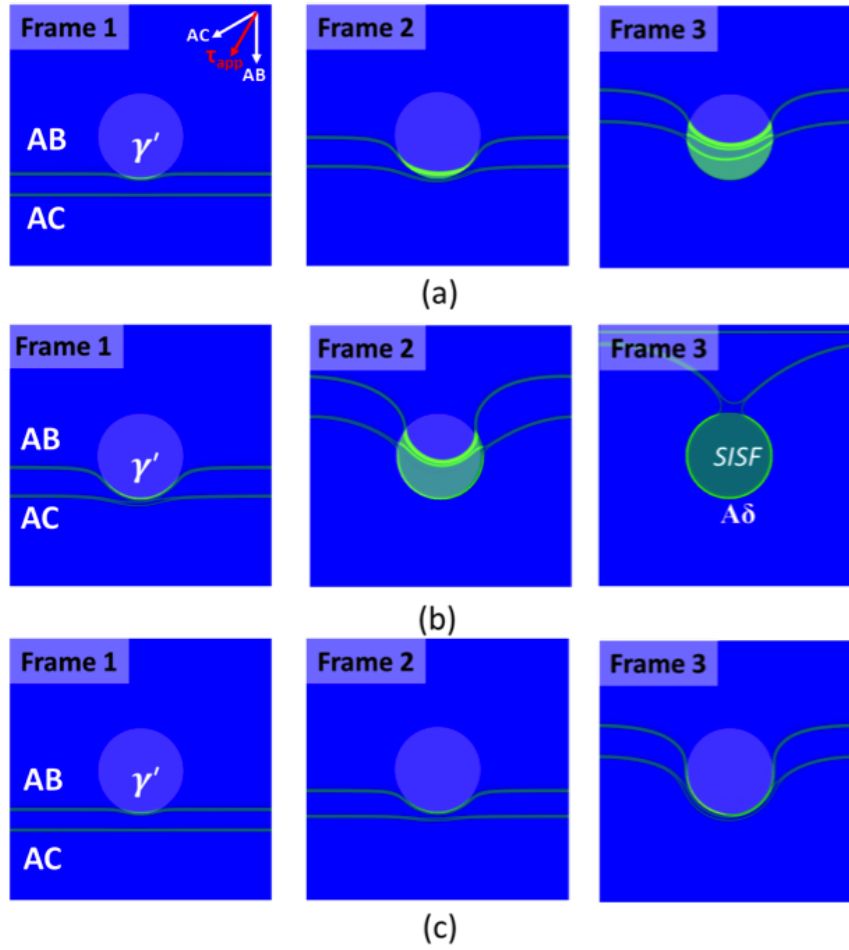 Frame 1
Frame 2
Frame 3
AC
τapp
AB
AB
γ′
AC
(a)
Frame 1
Frame 2
Frame 3
AB
γ′
AC
SISF
Aδ
(b)
Frame 1
Frame 2
Frame 3
AB
γ′
AC
(c)